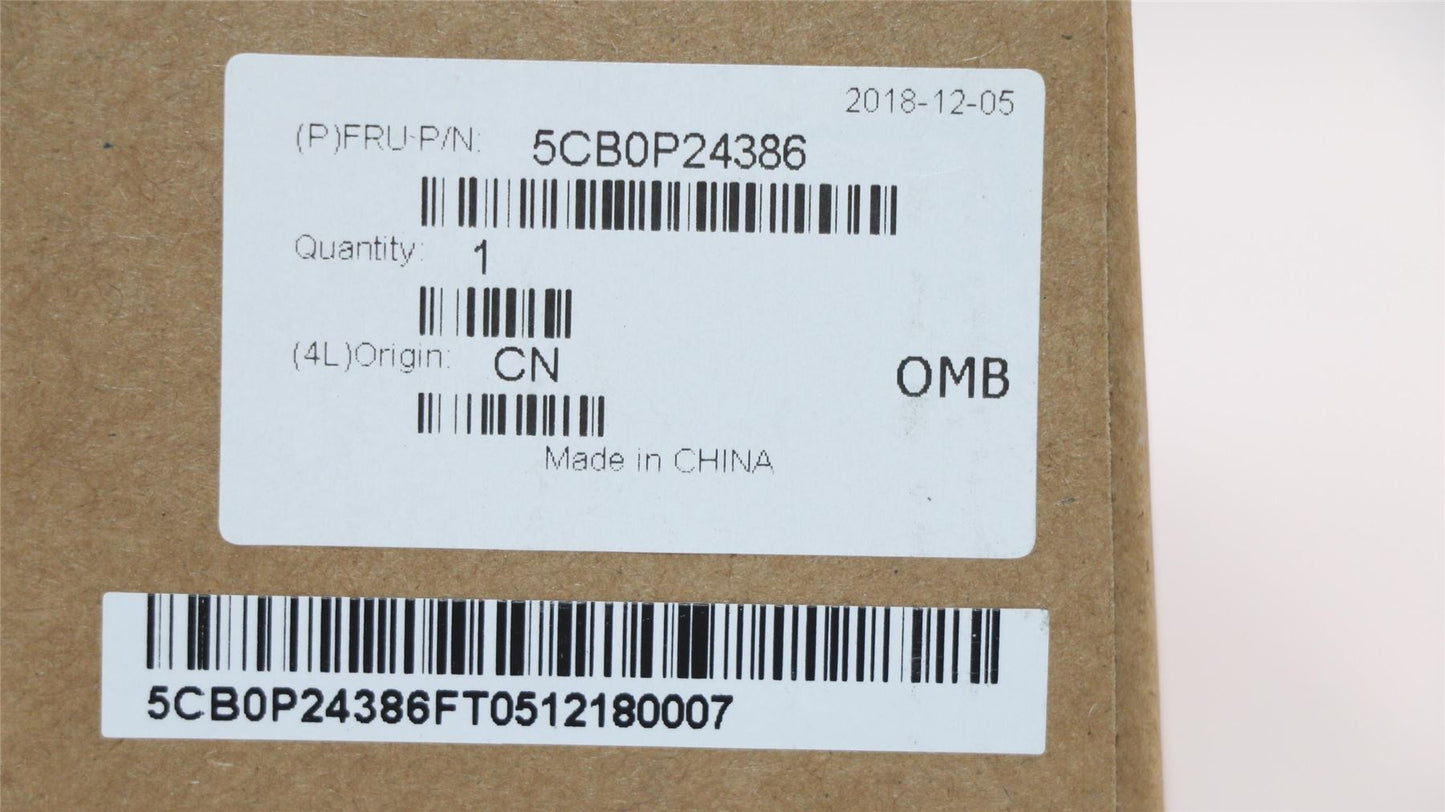 2018-12-05
(P)FRU-P/N: 5CB0P24386
Quantity: 1
(4L)Origin: CN
OMB
Made in CHINA
5CB0P24386FT0512180007